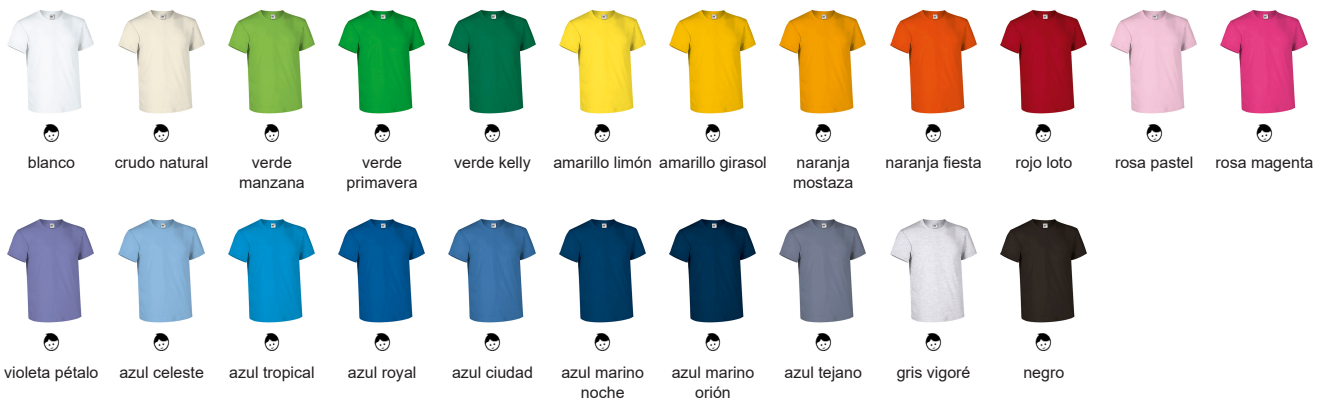 blanco
crudo natural
verde
manzana
verde
primavera
verde kelly
amarillo limón
amarillo girasol
naranja
mostaza
naranja fiesta
rojo loto
rosa pastel
rosa magenta
violeta pétalo
azul celeste
azul tropical
azul royal
azul ciudad
azul marino
noche
azul marino
orión
azul tejano
gris vigoré
negro